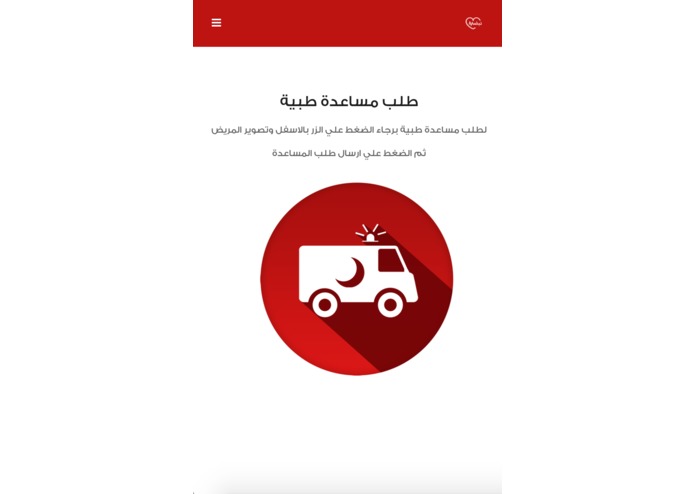 طلب مساعدة طبية
لطلب مساعدة طبية برجاء الضغط علي الزر بالاسفل وتصوير المريض
ثم الضغط علي ارسال طلب المساعدة